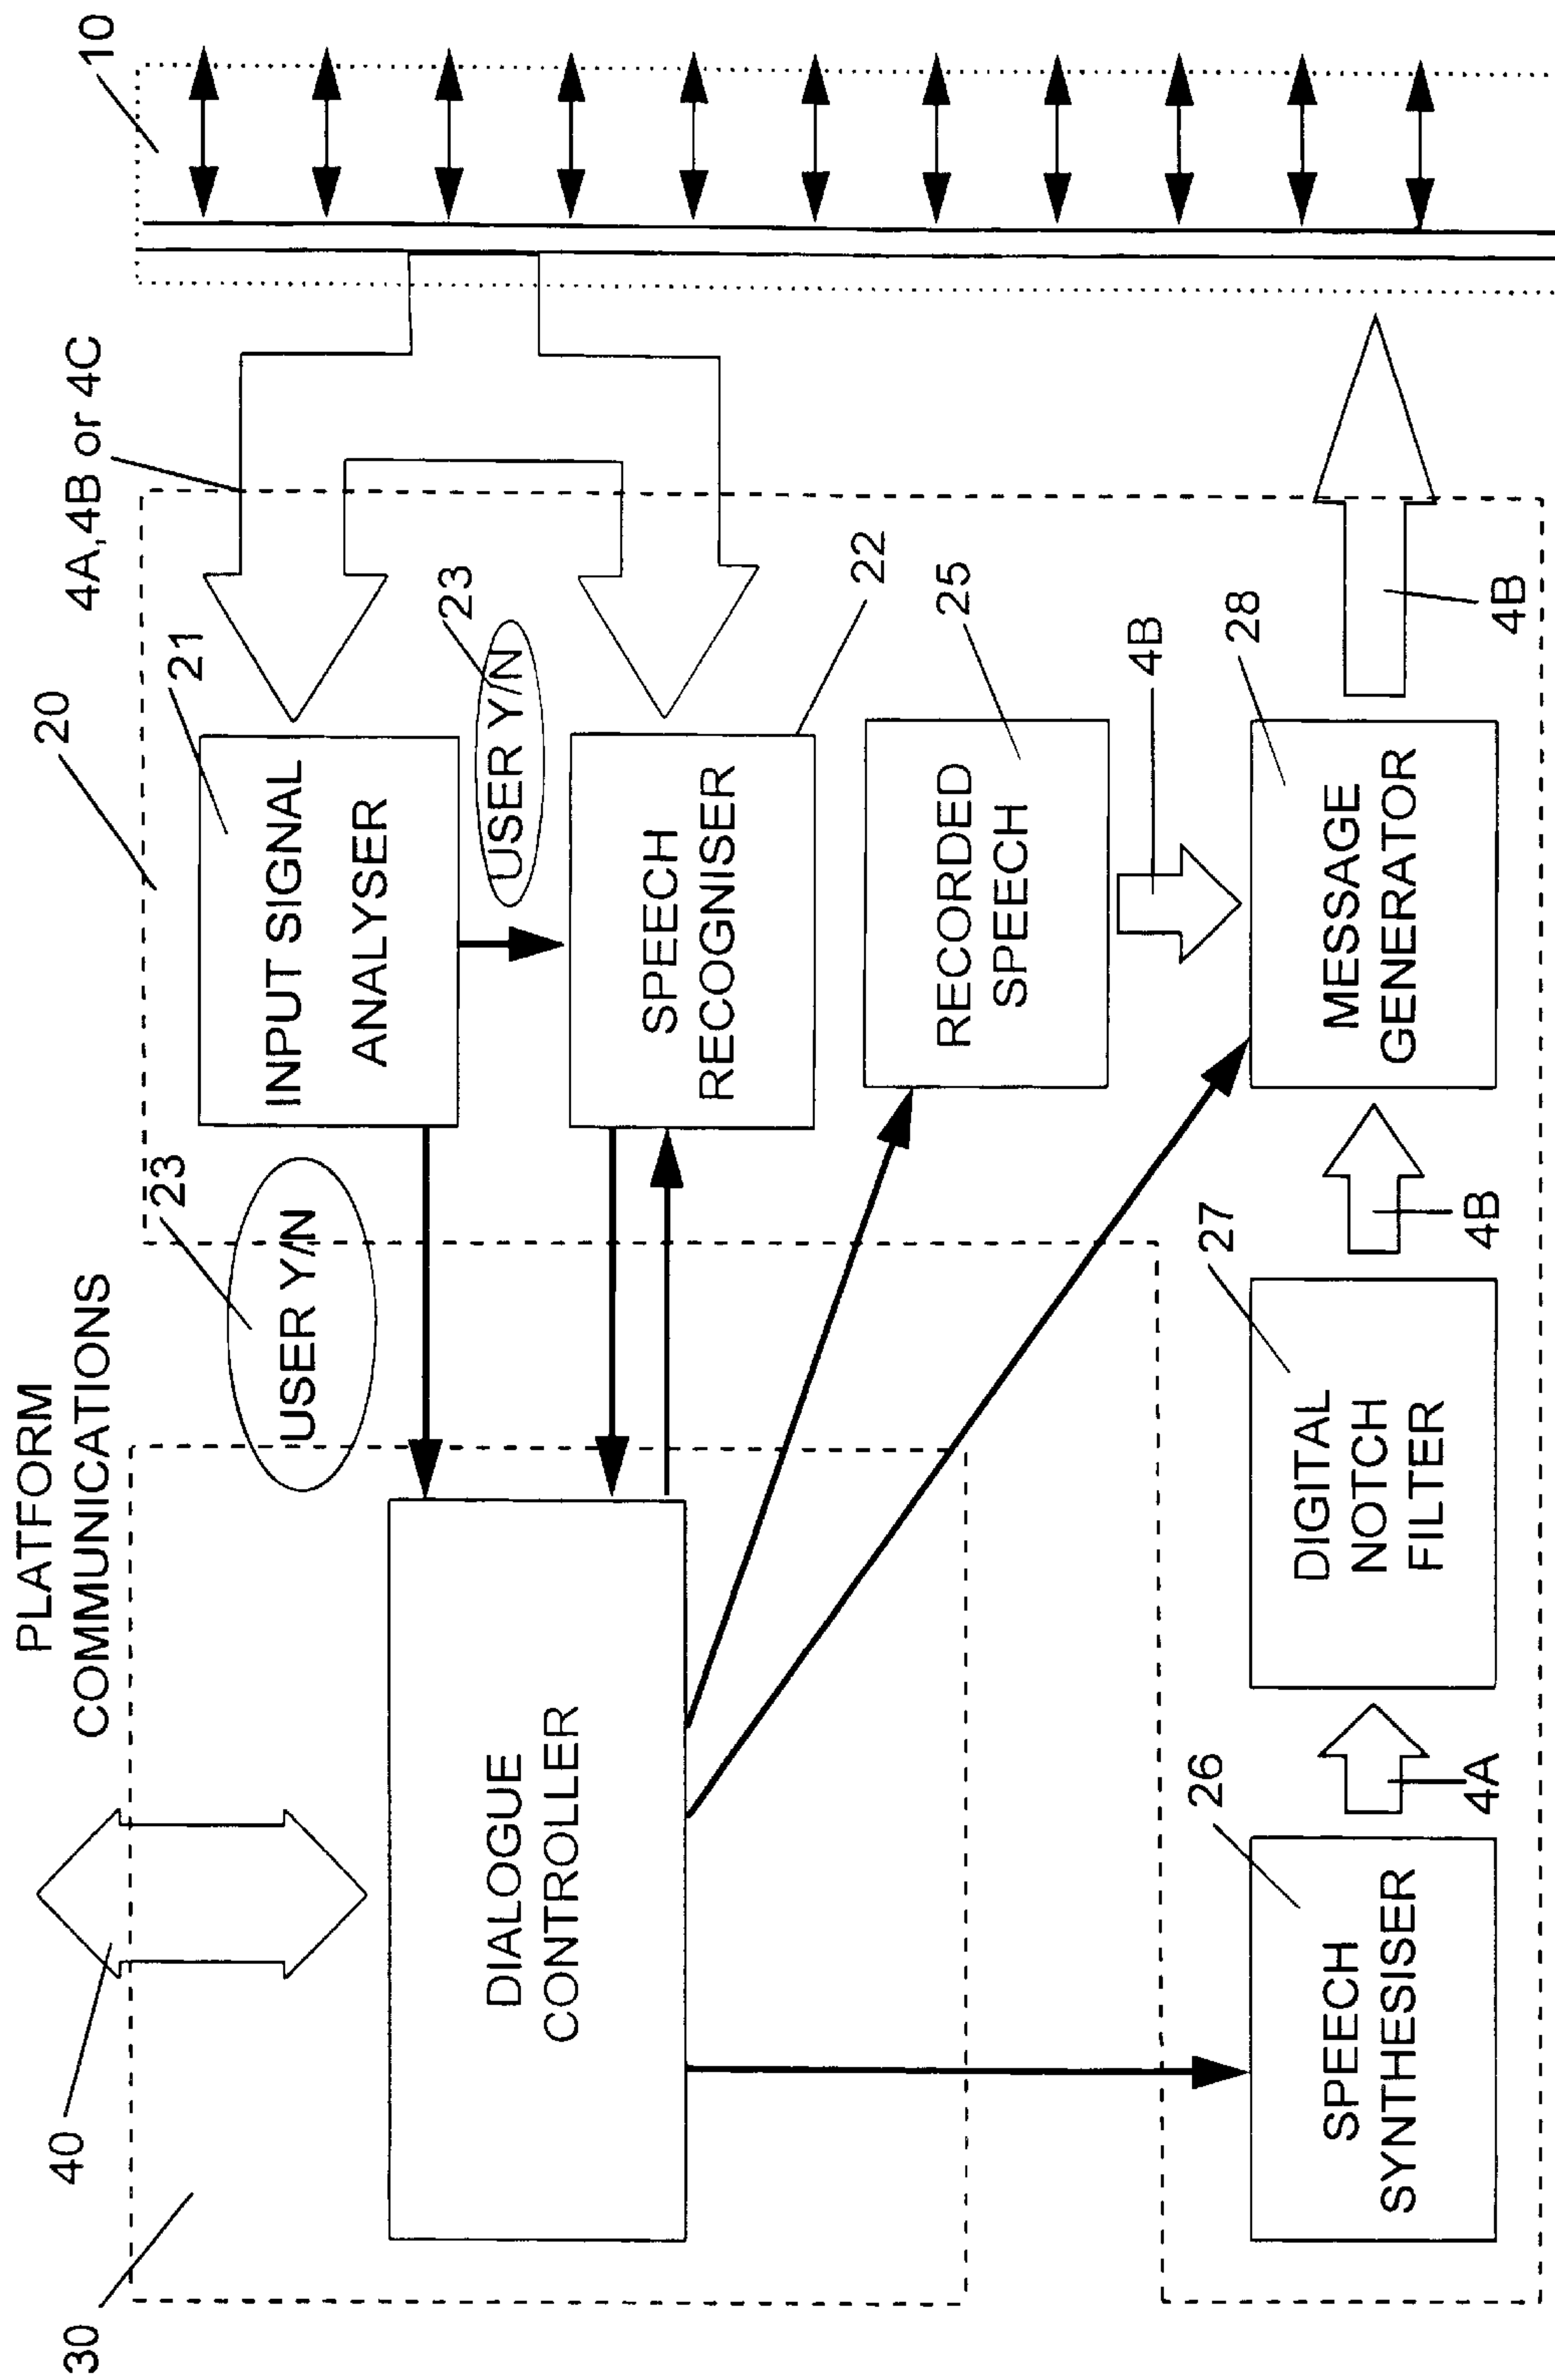 PLATFORM
COMMUNICATIONS
40
30
20
4A,4B or 4C
10
23
USER Y/N
21
INPUT SIGNAL
ANALYSER
23
USER Y/N
DIALOGUE
CONTROLLER
SPEECH
RECOGNISER
22
RECORDED
SPEECH
25
4B
26
SPEECH
SYNTHESISER
4A
27
DIGITAL
NOTCH
FILTER
4B
28
MESSAGE
GENERATOR
4B